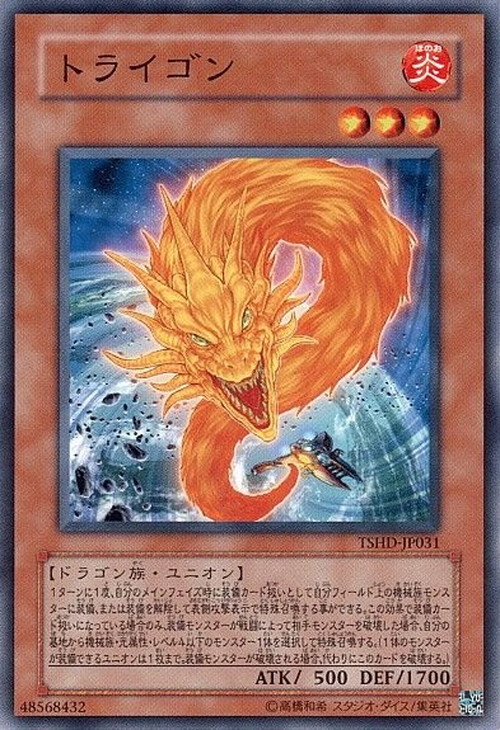 トライゴン
炎
ほのお
TSHD-JP031
【ドラゴン族・ユニオン】
1ターンに1度、自分のメインフェイズ時に装備カード扱いとして自分フィールド上の機械族モンス
ターに装備、または装備を解除して表側攻撃表示で特殊召喚する事ができる。この効果で装備カー
ド扱いになっている場合のみ、装備モンスターが戦闘によって相手モンスターを破壊した場合、自分の
墓地から機械族・光属性・レベル4以下のモンスター1体を選択して特殊召喚する。(1体のモンスター
が装備できるユニオンは1枚まで。装備モンスターが破壊される場合、代わりにこのカードを破壊する。)
ATK/ 500 DEF/1700
48568432
©高橋和希 スタジオ・ダイス/集英社